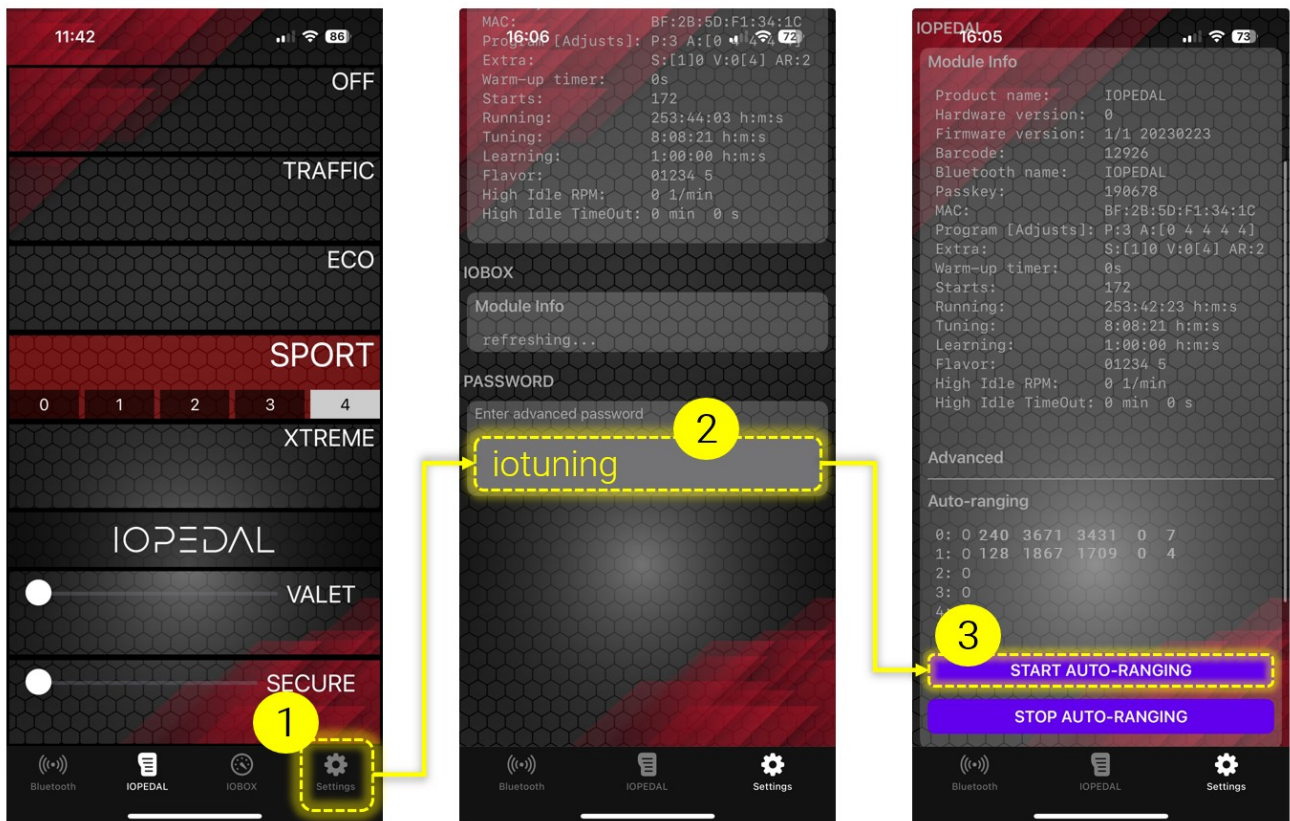 11:42
86
OFF
TRAFFIC
ECO
SPORT
0 1 2 3 4
XTREME
IOPEDAL
VALET
SECURE
1
Bluetooth IOPEDAL IOBOX Settings
MAC: BF:2B:5D:F1:34:1C
16:06
72
Program [Adjusts]: P:3 A:[0 4 4 4 4]
Extra: S:[1]0 V:0[4] AR:2
Warm-up timer: 0s
Starts: 172
Running: 253:44:03 h:m:s
Tuning: 8:08:21 h:m:s
Learning: 1:00:00 h:m:s
Flavor: 01234 5
High Idle RPM: 0 1/min
High Idle TimeOut: 0 min 0 s
IOBOX
Module Info
refreshing...
PASSWORD
Enter advanced password
2
iotuning
Bluetooth IOPEDAL Settings
IOPEDAL
16:05
73
Module Info
Product name: IOPEDAL
Hardware version: 0
Firmware version: 1/1 20230223
Barcode: 12926
Bluetooth name: IOPEDAL
Passkey: 190678
MAC: BF:2B:5D:F1:34:1C
Program [Adjusts]: P:3 A:[0 4 4 4 4]
Extra: S:[1]0 V:0[4] AR:2
Warm-up timer: 0s
Starts: 172
Running: 253:42:23 h:m:s
Tuning: 8:08:21 h:m:s
Learning: 1:00:00 h:m:s
Flavor: 01234 5
High Idle RPM: 0 1/min
High Idle TimeOut: 0 min 0 s
Advanced
Auto-ranging
0: 0 240 3671 3431 0 7
1: 0 128 1867 1709 0 4
2: 0
3: 0
3
START AUTO-RANGING
STOP AUTO-RANGING
Bluetooth IOPEDAL Settings